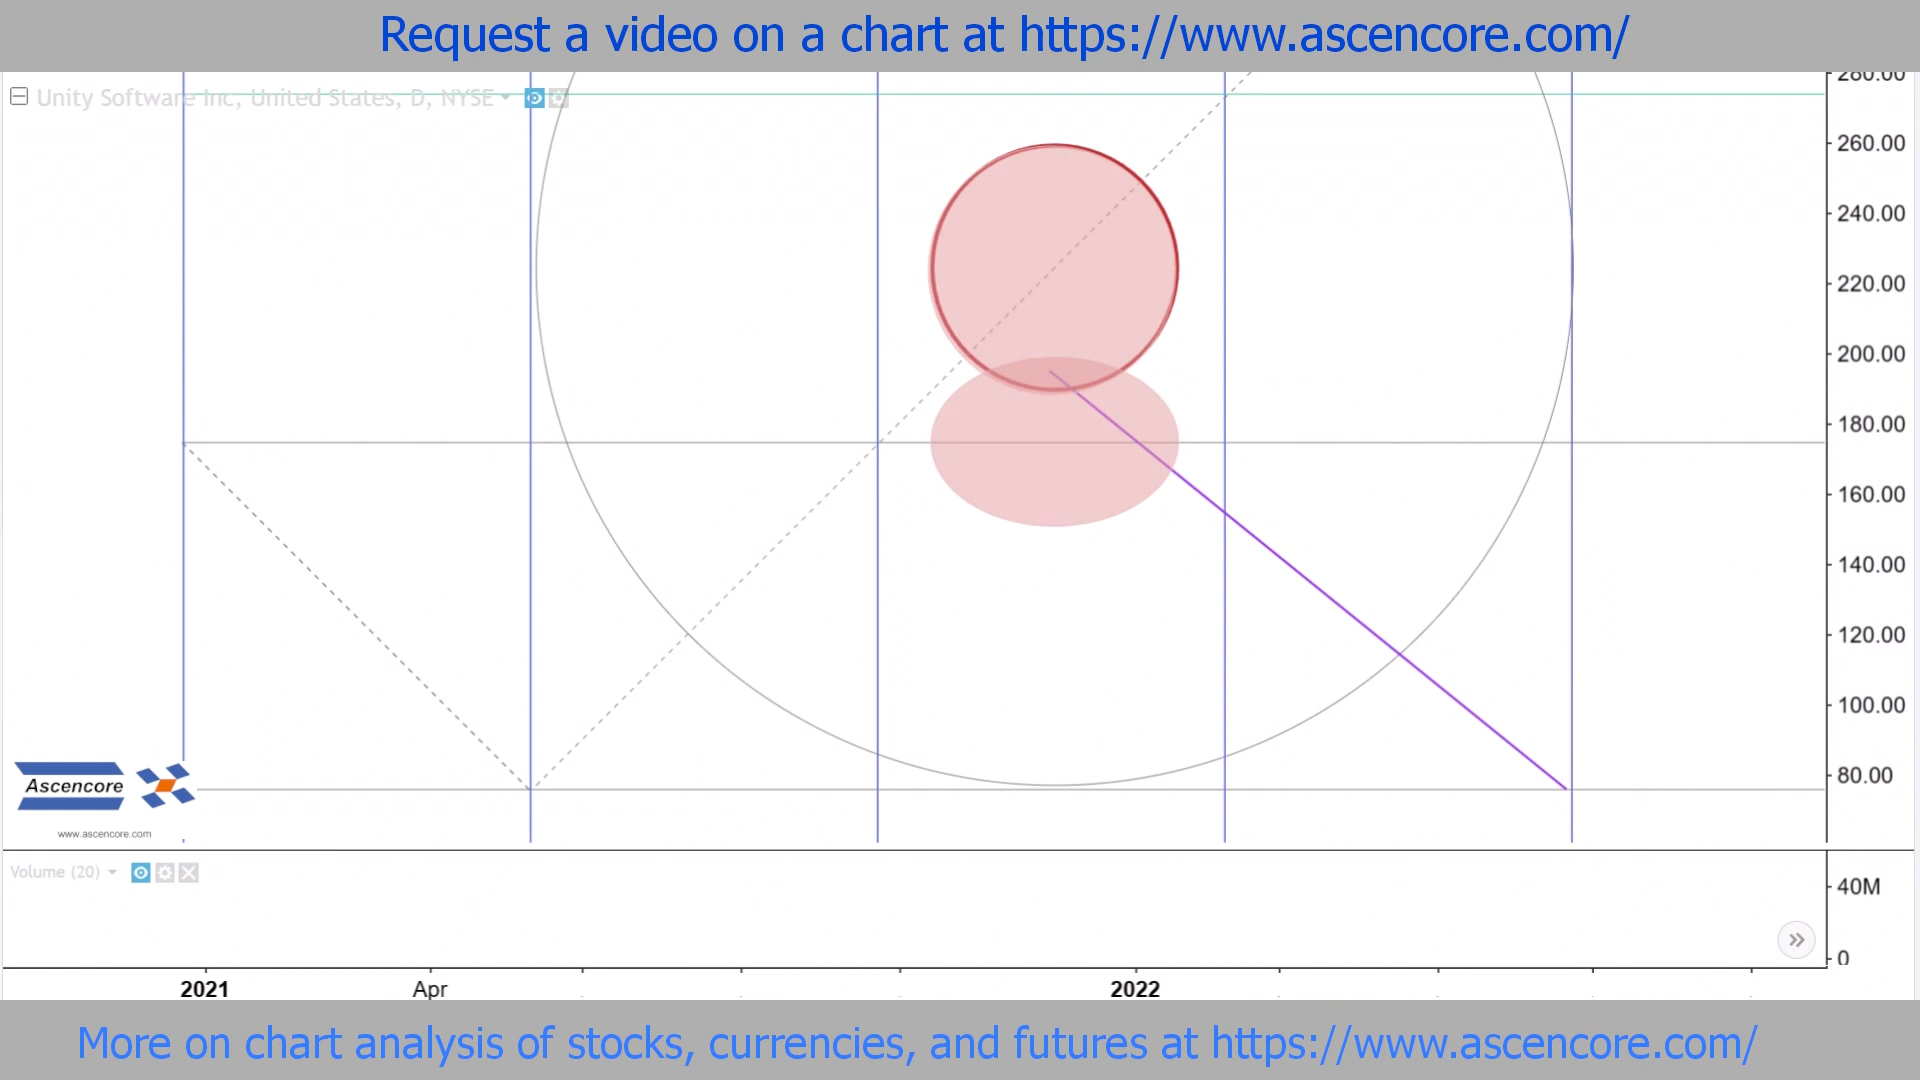 Request a video on a chart at https://www.ascencore.com/
Unity Software Inc, United States, D, NYSE
280.00
260.00
240.00
220.00
200.00
180.00
160.00
140.00
120.00
100.00
80.00
Ascencore
www.ascencore.com
Volume (20)
40M
0
2021 Apr 2022
More on chart analysis of stocks, currencies, and futures at https://www.ascencore.com/